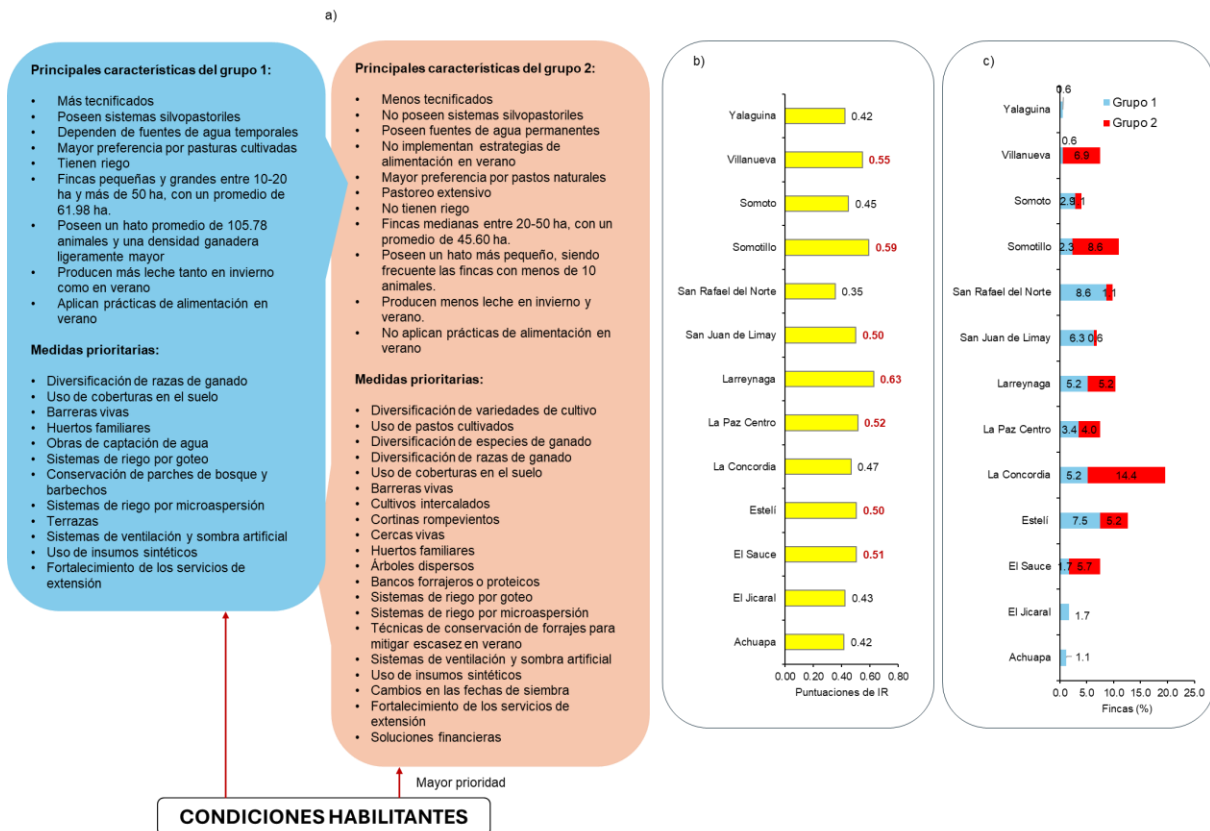 a)
Principales características del grupo 1:
• Más tecnificados
• Poseen sistemas silvopastoriles
• Dependen de fuentes de agua temporales
• Mayor preferencia por pasturas cultivadas
• Tienen riego
• Fincas pequeñas y grandes entre 10-20
ha y más de 50 ha, con un promedio de
61.98 ha.
• Poseen un hato promedio de 105.78
animales y una densidad ganadera
ligeramente mayor
• Producen más leche tanto en invierno
como en verano
• Aplican prácticas de alimentación en
verano
Medidas prioritarias:
• Diversificación de razas de ganado
• Uso de coberturas en el suelo
• Barreras vivas
• Huertos familiares
• Obras de captación de agua
• Sistemas de riego por goteo
• Conservación de parches de bosque y
barbechos
• Sistemas de riego por microaspersión
• Terrazas
• Sistemas de ventilación y sombra artificial
• Uso de insumos sintéticos
• Fortalecimiento de los servicios de
extensión
Principales características del grupo 2:
• Menos tecnificados
• No poseen sistemas silvopastoriles
• Poseen fuentes de agua permanentes
• No implementan estrategias de
alimentación en verano
• Mayor preferencia por pastos naturales
• Pastoreo extensivo
• No tienen riego
• Fincas medianas entre 20-50 ha, con un
promedio de 45.60 ha.
• Poseen un hato más pequeño, siendo
frecuente las fincas con menos de 10
animales.
• Producen menos leche en invierno y
verano.
• No aplican prácticas de alimentación en
verano
Medidas prioritarias:
• Diversificación de variedades de cultivo
• Uso de pastos cultivados
• Diversificación de especies de ganado
• Diversificación de razas de ganado
• Uso de coberturas en el suelo
• Barreras vivas
• Cultivos intercalados
• Cortinas rompevientos
• Cercas vivas
• Huertos familiares
• Árboles dispersos
• Bancos forrajeros o proteicos
• Sistemas de riego por goteo
• Sistemas de riego por microaspersión
• Técnicas de conservación de forrajes para
mitigar escasez en verano
• Sistemas de ventilación y sombra artificial
• Uso de insumos sintéticos
• Cambios en las fechas de siembra
• Fortalecimiento de los servicios de
extensión
• Soluciones financieras
Mayor prioridad
CONDICIONES HABILITANTES
b)
Yalaguina 0.42
Villanueva 0.55
Somoto 0.45
Somotillo 0.59
San Rafael del Norte 0.35
San Juan de Limay 0.50
Larreynaga 0.63
La Paz Centro 0.52
La Concordia 0.47
Estelí 0.50
El Sauce 0.51
El Jicaral 0.43
Achuapa 0.42
0.00 0.20 0.40 0.60 0.80
Puntuaciones de IR
c)
Grupo 1
Grupo 2
Yalaguina 0.6
Villanueva 0.6 6.9
Somoto 2.9 1.1
Somotillo 2.3 8.6
San Rafael del Norte 8.6 1.1
San Juan de Limay 6.3 0.6
Larreynaga 5.2 5.2
La Paz Centro 3.4 4.0
La Concordia 5.2 14.4
Estelí 7.5 5.2
El Sauce 1.7 5.7
El Jicaral 1.7
Achuapa 1.1
0.0 5.0 10.0 15.0 20.0 25.0
Fincas (%)